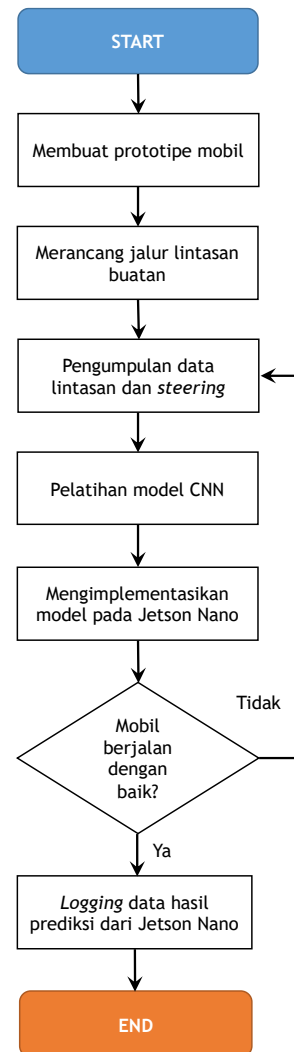 START
Membuat prototipe mobil
Merancang jalur lintasan
buatan
Pengumpulan data
lintasan dan steering
Pelatihan model CNN
Mengimplementasikan
model pada Jetson Nano
Mobil
berjalan
dengan
baik?
Tidak
Ya
Logging data hasil
prediksi dari Jetson Nano
END